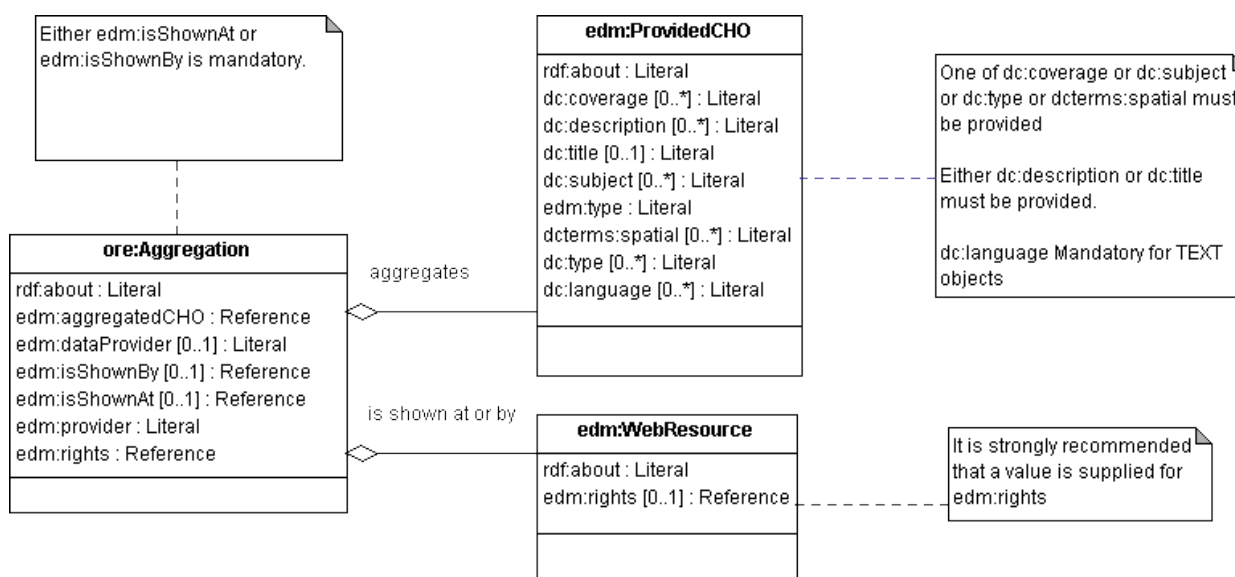 Either edm:isShownAt or
edm:isShownBy is mandatory.
edm:ProvidedCHO
rdf:about : Literal
dc:coverage [0..*] : Literal
dc:description [0..*] : Literal
dc:title [0..1] : Literal
dc:subject [0..*] : Literal
edm:type : Literal
dcterms:spatial [0..*] : Literal
dc:type [0..*] : Literal
dc:language [0..*] : Literal
One of dc:coverage or dc:subject
or dc:type or dcterms:spatial must
be provided
Either dc:description or dc:title
must be provided.
dc:language Mandatory for TEXT
objects
ore:Aggregation
rdf:about : Literal
edm:aggregatedCHO : Reference
edm:dataProvider [0..1] : Literal
edm:isShownBy [0..1] : Reference
edm:isShownAt [0..1] : Reference
edm:provider : Literal
edm:rights : Reference
aggregates
is shown at or by
edm:WebResource
rdf:about : Literal
edm:rights [0..1] : Reference
It is strongly recommended
that a value is supplied for
edm:rights